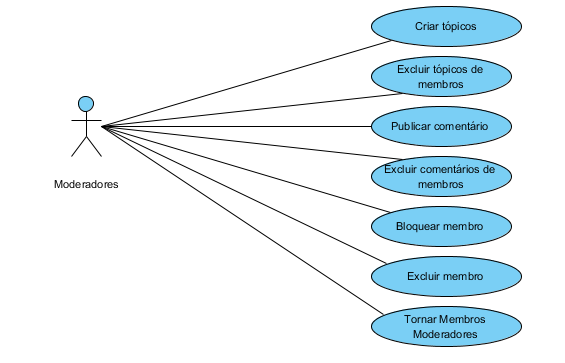 Criar tópicos
Excluir tópicos de
membros
Publicar comentário
Excluir comentários de
membros
Moderadores
Bloquear membro
Excluir membro
Tornar Membros
Moderadores